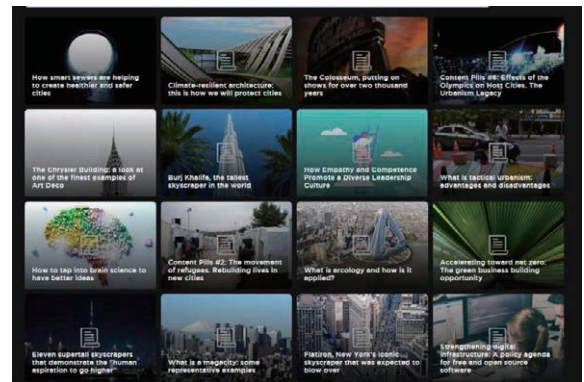 How smart sewers are helping
to create healthier and safer
cities
Climate-resilient architecture:
this is how we will protect cities
The Colosseum, putting on
shows for over two thousand
years
Content Pills #6: Effects of the
Olympics on Host Cities. The
Urbanism Legacy
The Chrysler Building: a look at
one of the finest examples of
Art Deco
Burj Khalifa, the tallest
skyscraper in the world
How Empathy and Competence
Promote a Diverse Leadership
Culture
What is tactical urbanism:
advantages and disadvantages
How to tap into brain science to
have better ideas
Content Pills #2: The movement
of refugees. Rebuilding lives in
new cities
What is arcology and how is it
applied?
Accelerating toward net zero:
The green business building
opportunity
Eleven supertall skyscrapers
that demonstrate the "human
aspiration to go higher"
What is a megacity: some
representative examples
Flatiron, New York's iconic
skyscraper that was expected to
blow over
Strengthening digital
infrastructure: A policy agenda
for free and open source
software